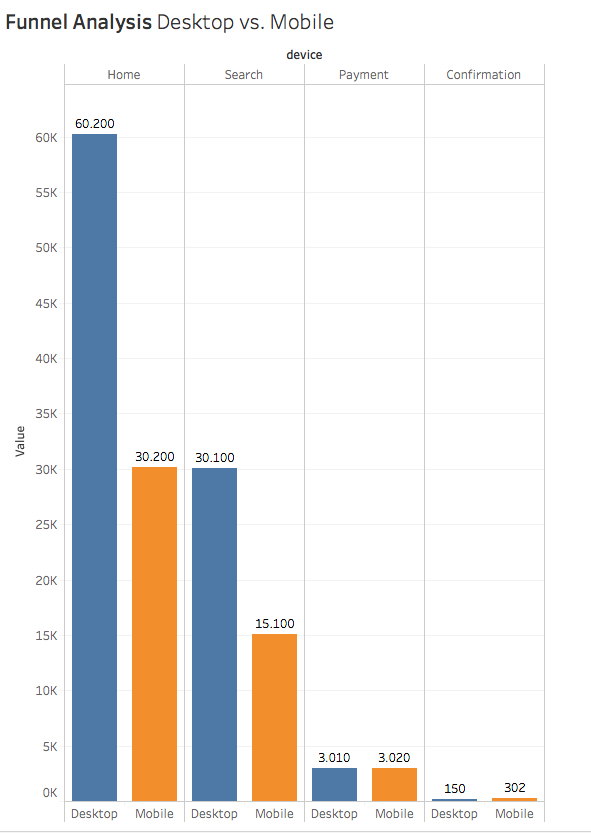 Funnel Analysis Desktop vs. Mobile
device
Home Search Payment Confirmation
60.200
60K
55K
50K
45K
40K
35K
Value
30.200 30.100
30K
25K
20K
15.100
15K
10K
3.010 3.020
5K
150 302
0K
Desktop Mobile Desktop Mobile Desktop Mobile Desktop Mobile